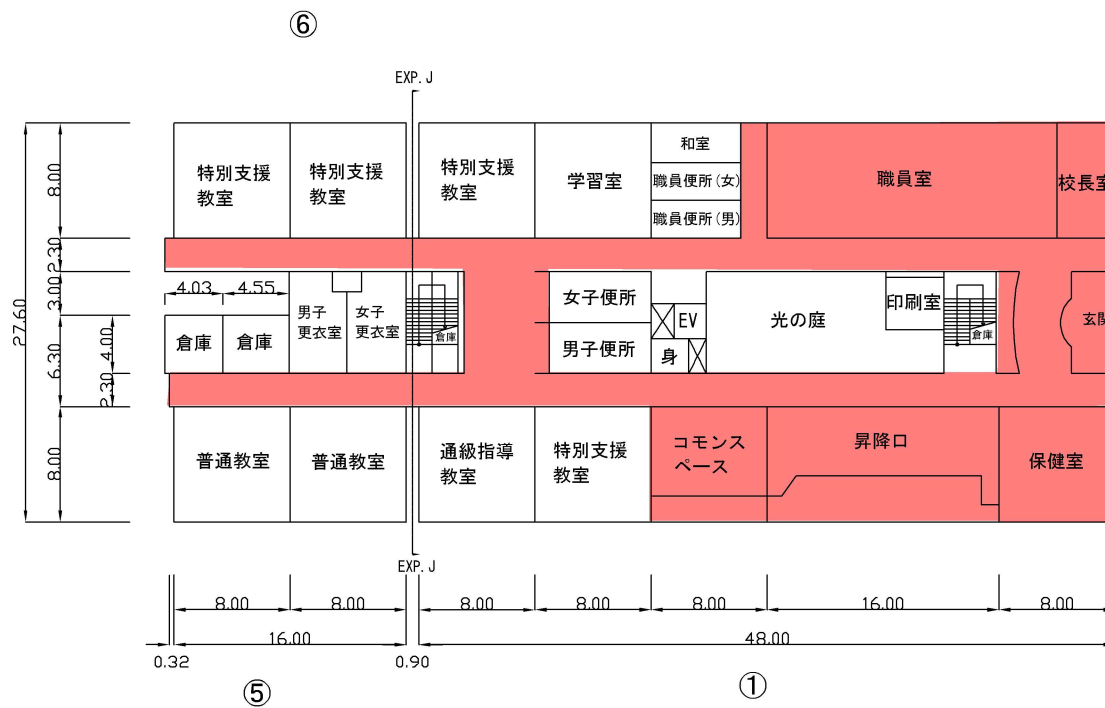 ⑥
EXP. J
特別支援
教室
特別支援
教室
特別支援
教室
学習室
和室
職員便所(女)
職員便所(男)
職員室
校長室
8.00
2.30
3.00
6.30
8.00
27.60
4.00
2.30
4.03
4.55
倉庫
倉庫
男子
更衣室
女子
更衣室
倉庫
女子便所
男子便所
EV
身
光の庭
印刷室
倉庫
玄関
普通教室
普通教室
通級指導
教室
特別支援
教室
コモンス
ペース
昇降口
保健室
EXP. J
8.00
8.00
8.00
8.00
8.00
16.00
8.00
16.00
48.00
0.32
0.90
⑤
①